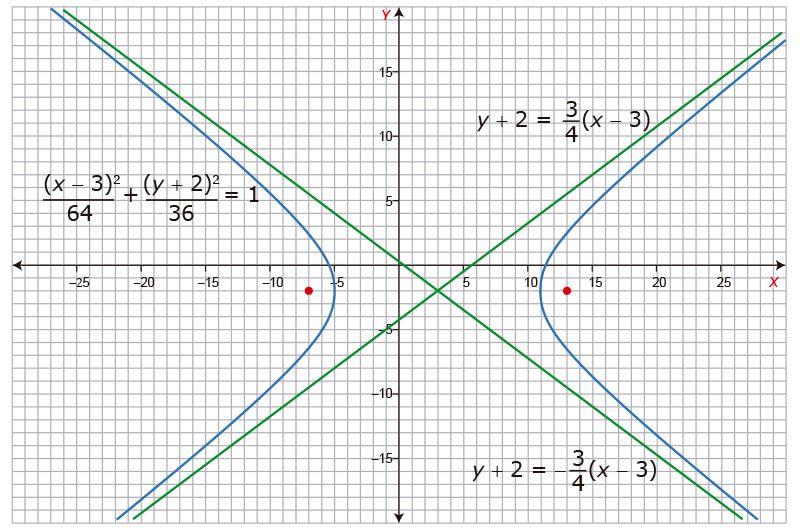 Y
15
10
5
-5
-10
-15
-25 -20 -15 -10 -5 5 10 15 20 25
X
y + 2 = 3/4(x − 3)
(x − 3)²/64 + (y + 2)²/36 = 1
y + 2 = −3/4(x − 3)